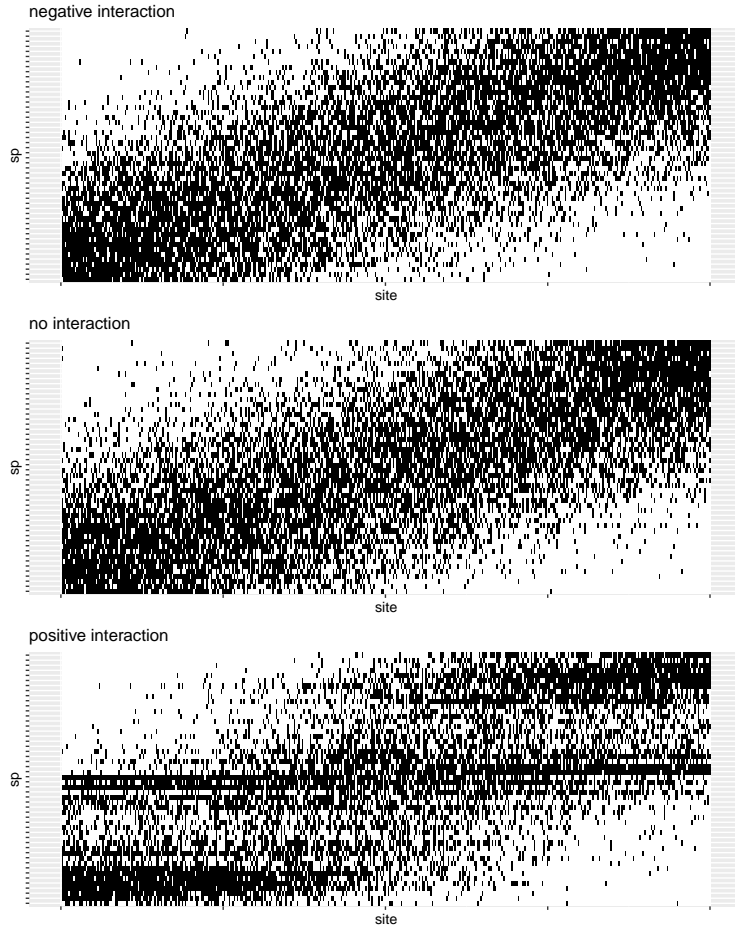 negative interaction
sp
site
no interaction
sp
site
positive interaction
sp
site